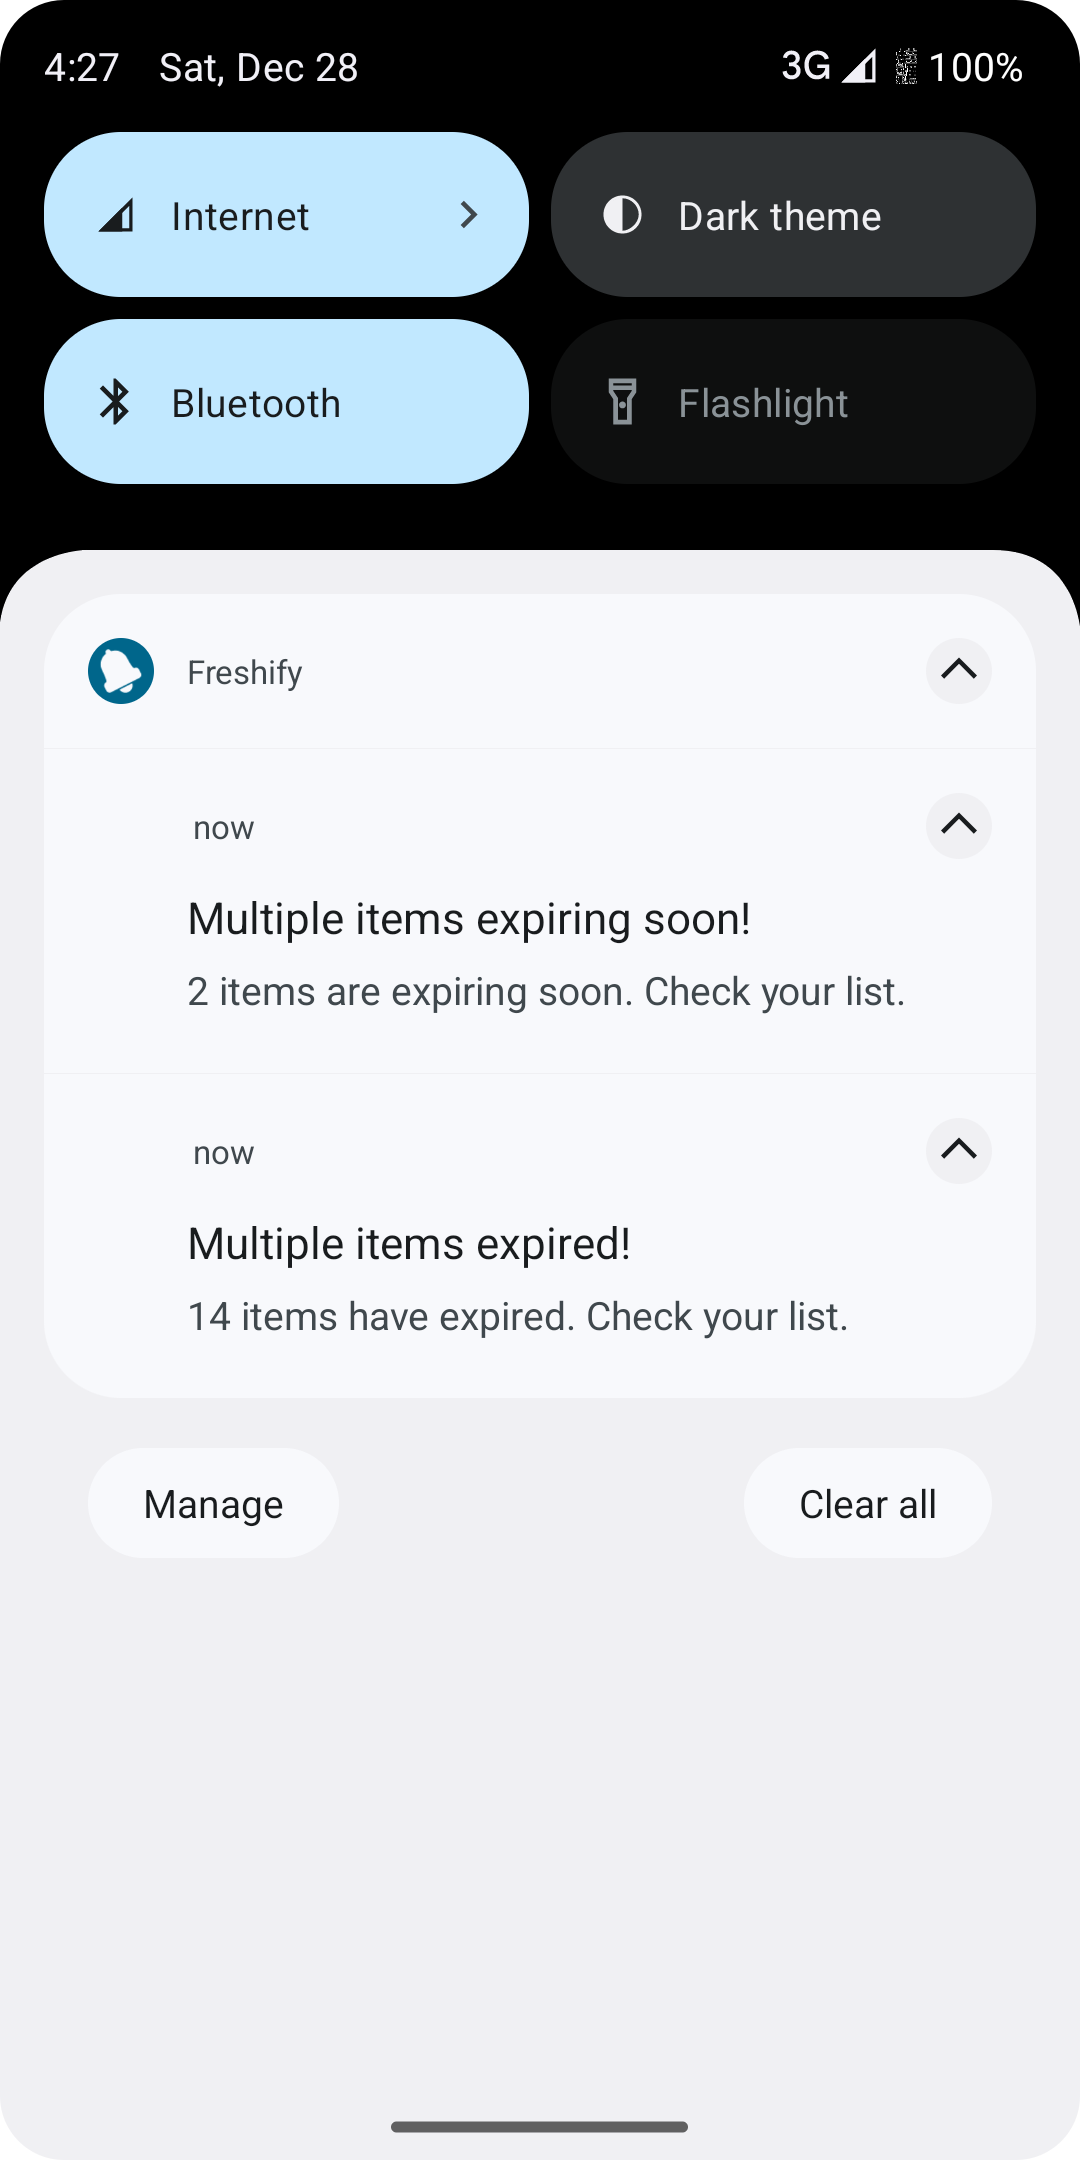 4:27 Sat, Dec 28 3G 100%
Internet Dark theme
Bluetooth Flashlight
Freshify
now
Multiple items expiring soon!
2 items are expiring soon. Check your list.
now
Multiple items expired!
14 items have expired. Check your list.
Manage Clear all